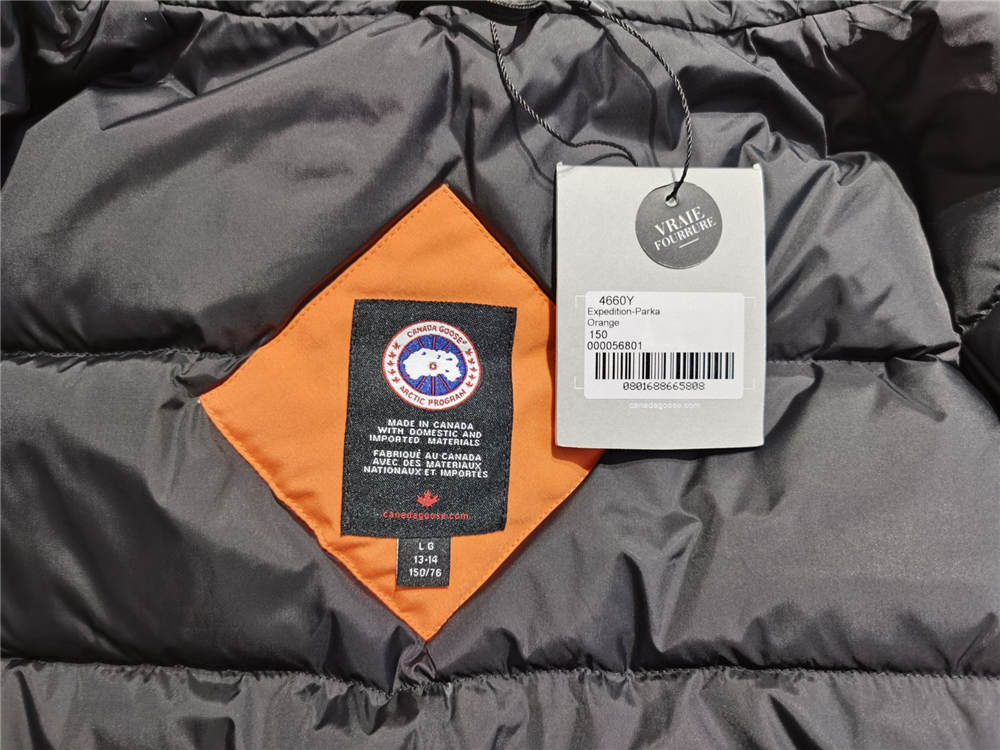 CANADA GOOSE®
ARCTIC PROGRAM
MADE IN CANADA
WITH DOMESTIC AND
IMPORTED MATERIALS
FABRIQUÉ AU CANADA
AVEC DES MATERIAUX
NATIONAUX ET IMPORTÉS
canadagoose.com
L G
13-14
150/76
VRAIE
FOURRURE
4660Y
Expedition-Parka
Orange
150
000056801
0801688665808
canadagoose.com